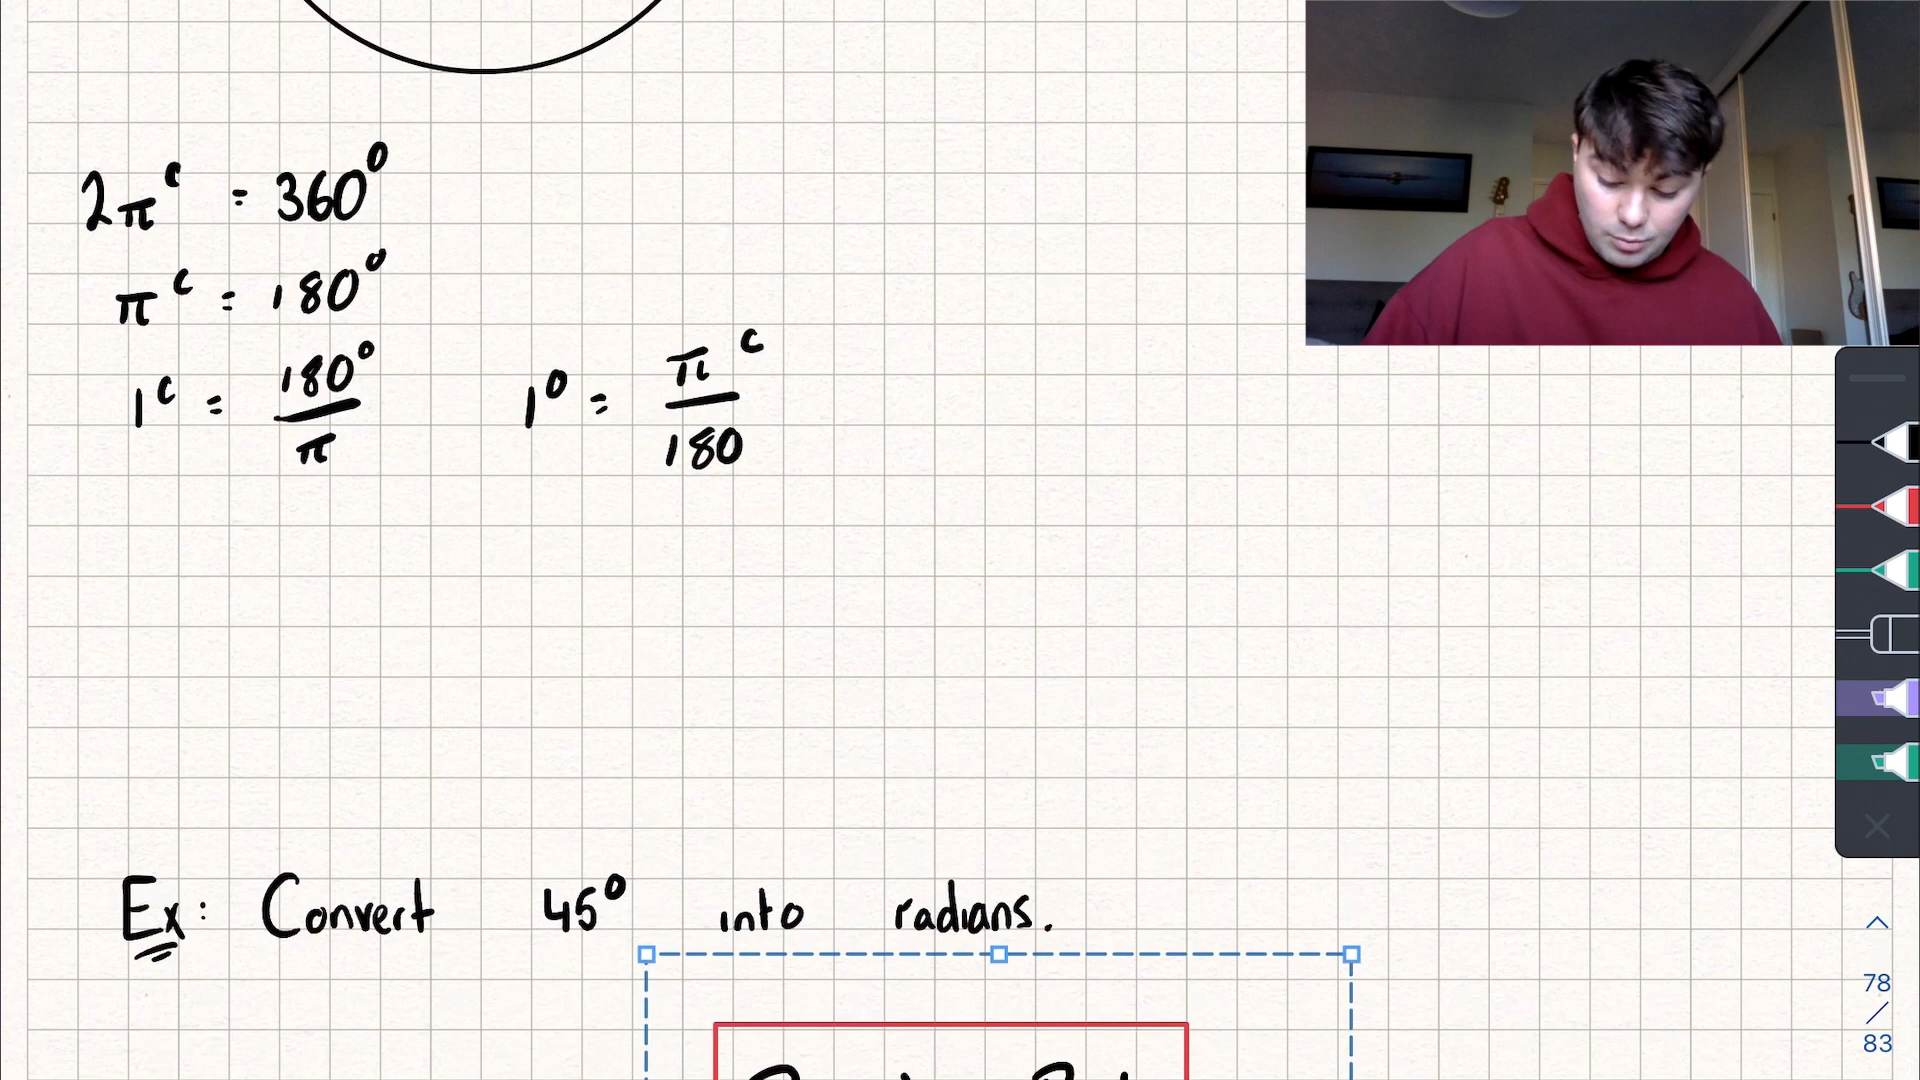 2π^c = 360°
π^c = 180°
1^c = 180°/π 1° = π^c/180
Ex: Convert 45° into radians.
78
/
83